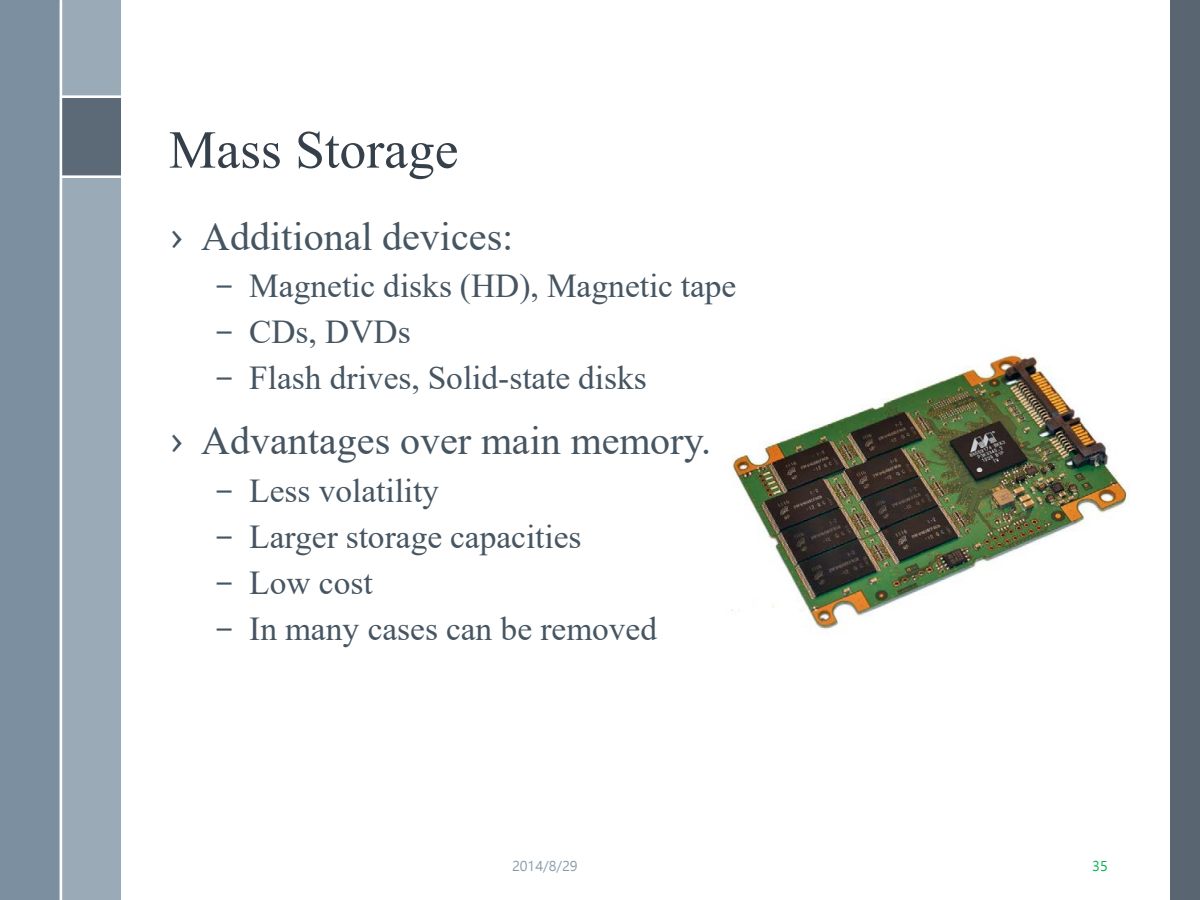 Mass Storage
› Additional devices:
– Magnetic disks (HD), Magnetic tape
– CDs, DVDs
– Flash drives, Solid-state disks
› Advantages over main memory.
– Less volatility
– Larger storage capacities
– Low cost
– In many cases can be removed
2014/8/29
35